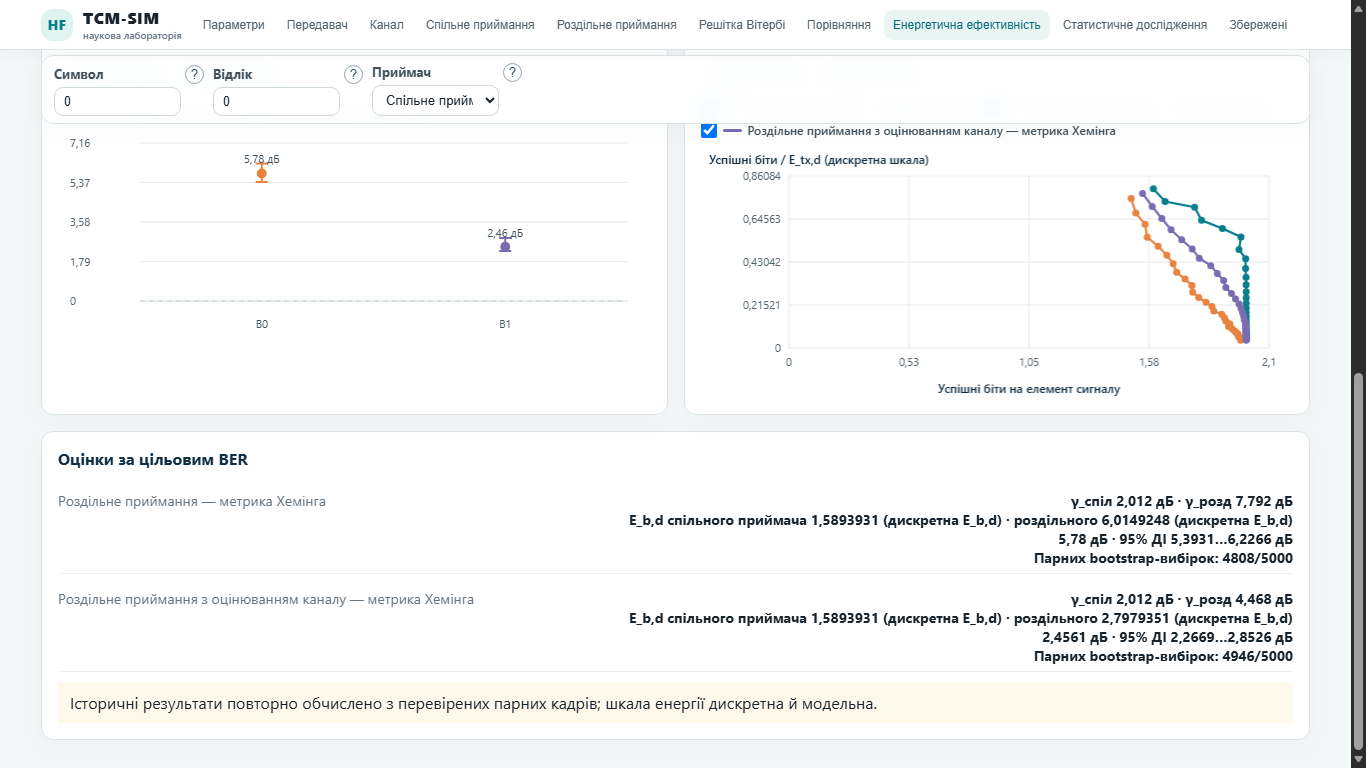 HF
TCM-SIM
наукова лабораторія
Параметри
Передавач
Канал
Спільне приймання
Роздільне приймання
Решітка Вітербі
Порівняння
Енергетична ефективність
Статистичне дослідження
Збережені
Символ
?
Відлік
?
Приймач
?
0
0
Спільне прийм
7,16
5,37
3,58
1,79
0
5,78 дБ
2,46 дБ
B0
B1
Роздільне приймання з оцінюванням каналу — метрика Хемінга
Успішні біти / E_tx,d (дискретна шкала)
0,86084
0,64563
0,43042
0,21521
0
0
0,53
1,05
1,58
2,1
Успішні біти на елемент сигналу
Оцінки за цільовим BER
Роздільне приймання — метрика Хемінга
γ_спіл 2,012 дБ · γ_розд 7,792 дБ
E_b,d спільного приймача 1,5893931 (дискретна E_b,d) · роздільного 6,0149248 (дискретна E_b,d)
5,78 дБ · 95% ДІ 5,3931…6,2266 дБ
Парних bootstrap-вибірок: 4808/5000
Роздільне приймання з оцінюванням каналу — метрика Хемінга
γ_спіл 2,012 дБ · γ_розд 4,468 дБ
E_b,d спільного приймача 1,5893931 (дискретна E_b,d) · роздільного 2,7979351 (дискретна E_b,d)
2,4561 дБ · 95% ДІ 2,2669…2,8526 дБ
Парних bootstrap-вибірок: 4946/5000
Історичні результати повторно обчислено з перевірених парних кадрів; шкала енергії дискретна й модельна.